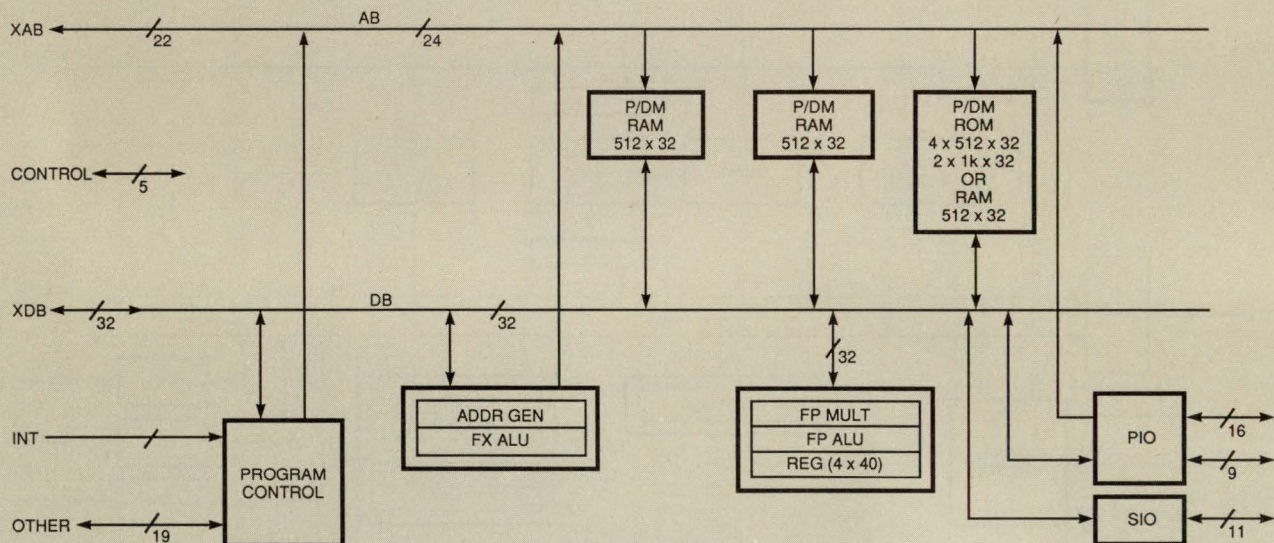 XAB
22
AB
24
P/DM
RAM
512 x 32
P/DM
RAM
512 x 32
P/DM
ROM
4 x 512 x 32
2 x 1k x 32
OR
RAM
512 x 32
CONTROL
5
XDB
32
DB
32
32
ADDR GEN
FX ALU
FP MULT
FP ALU
REG (4 x 40)
INT
PROGRAM
CONTROL
OTHER
19
PIO
16
9
SIO
11